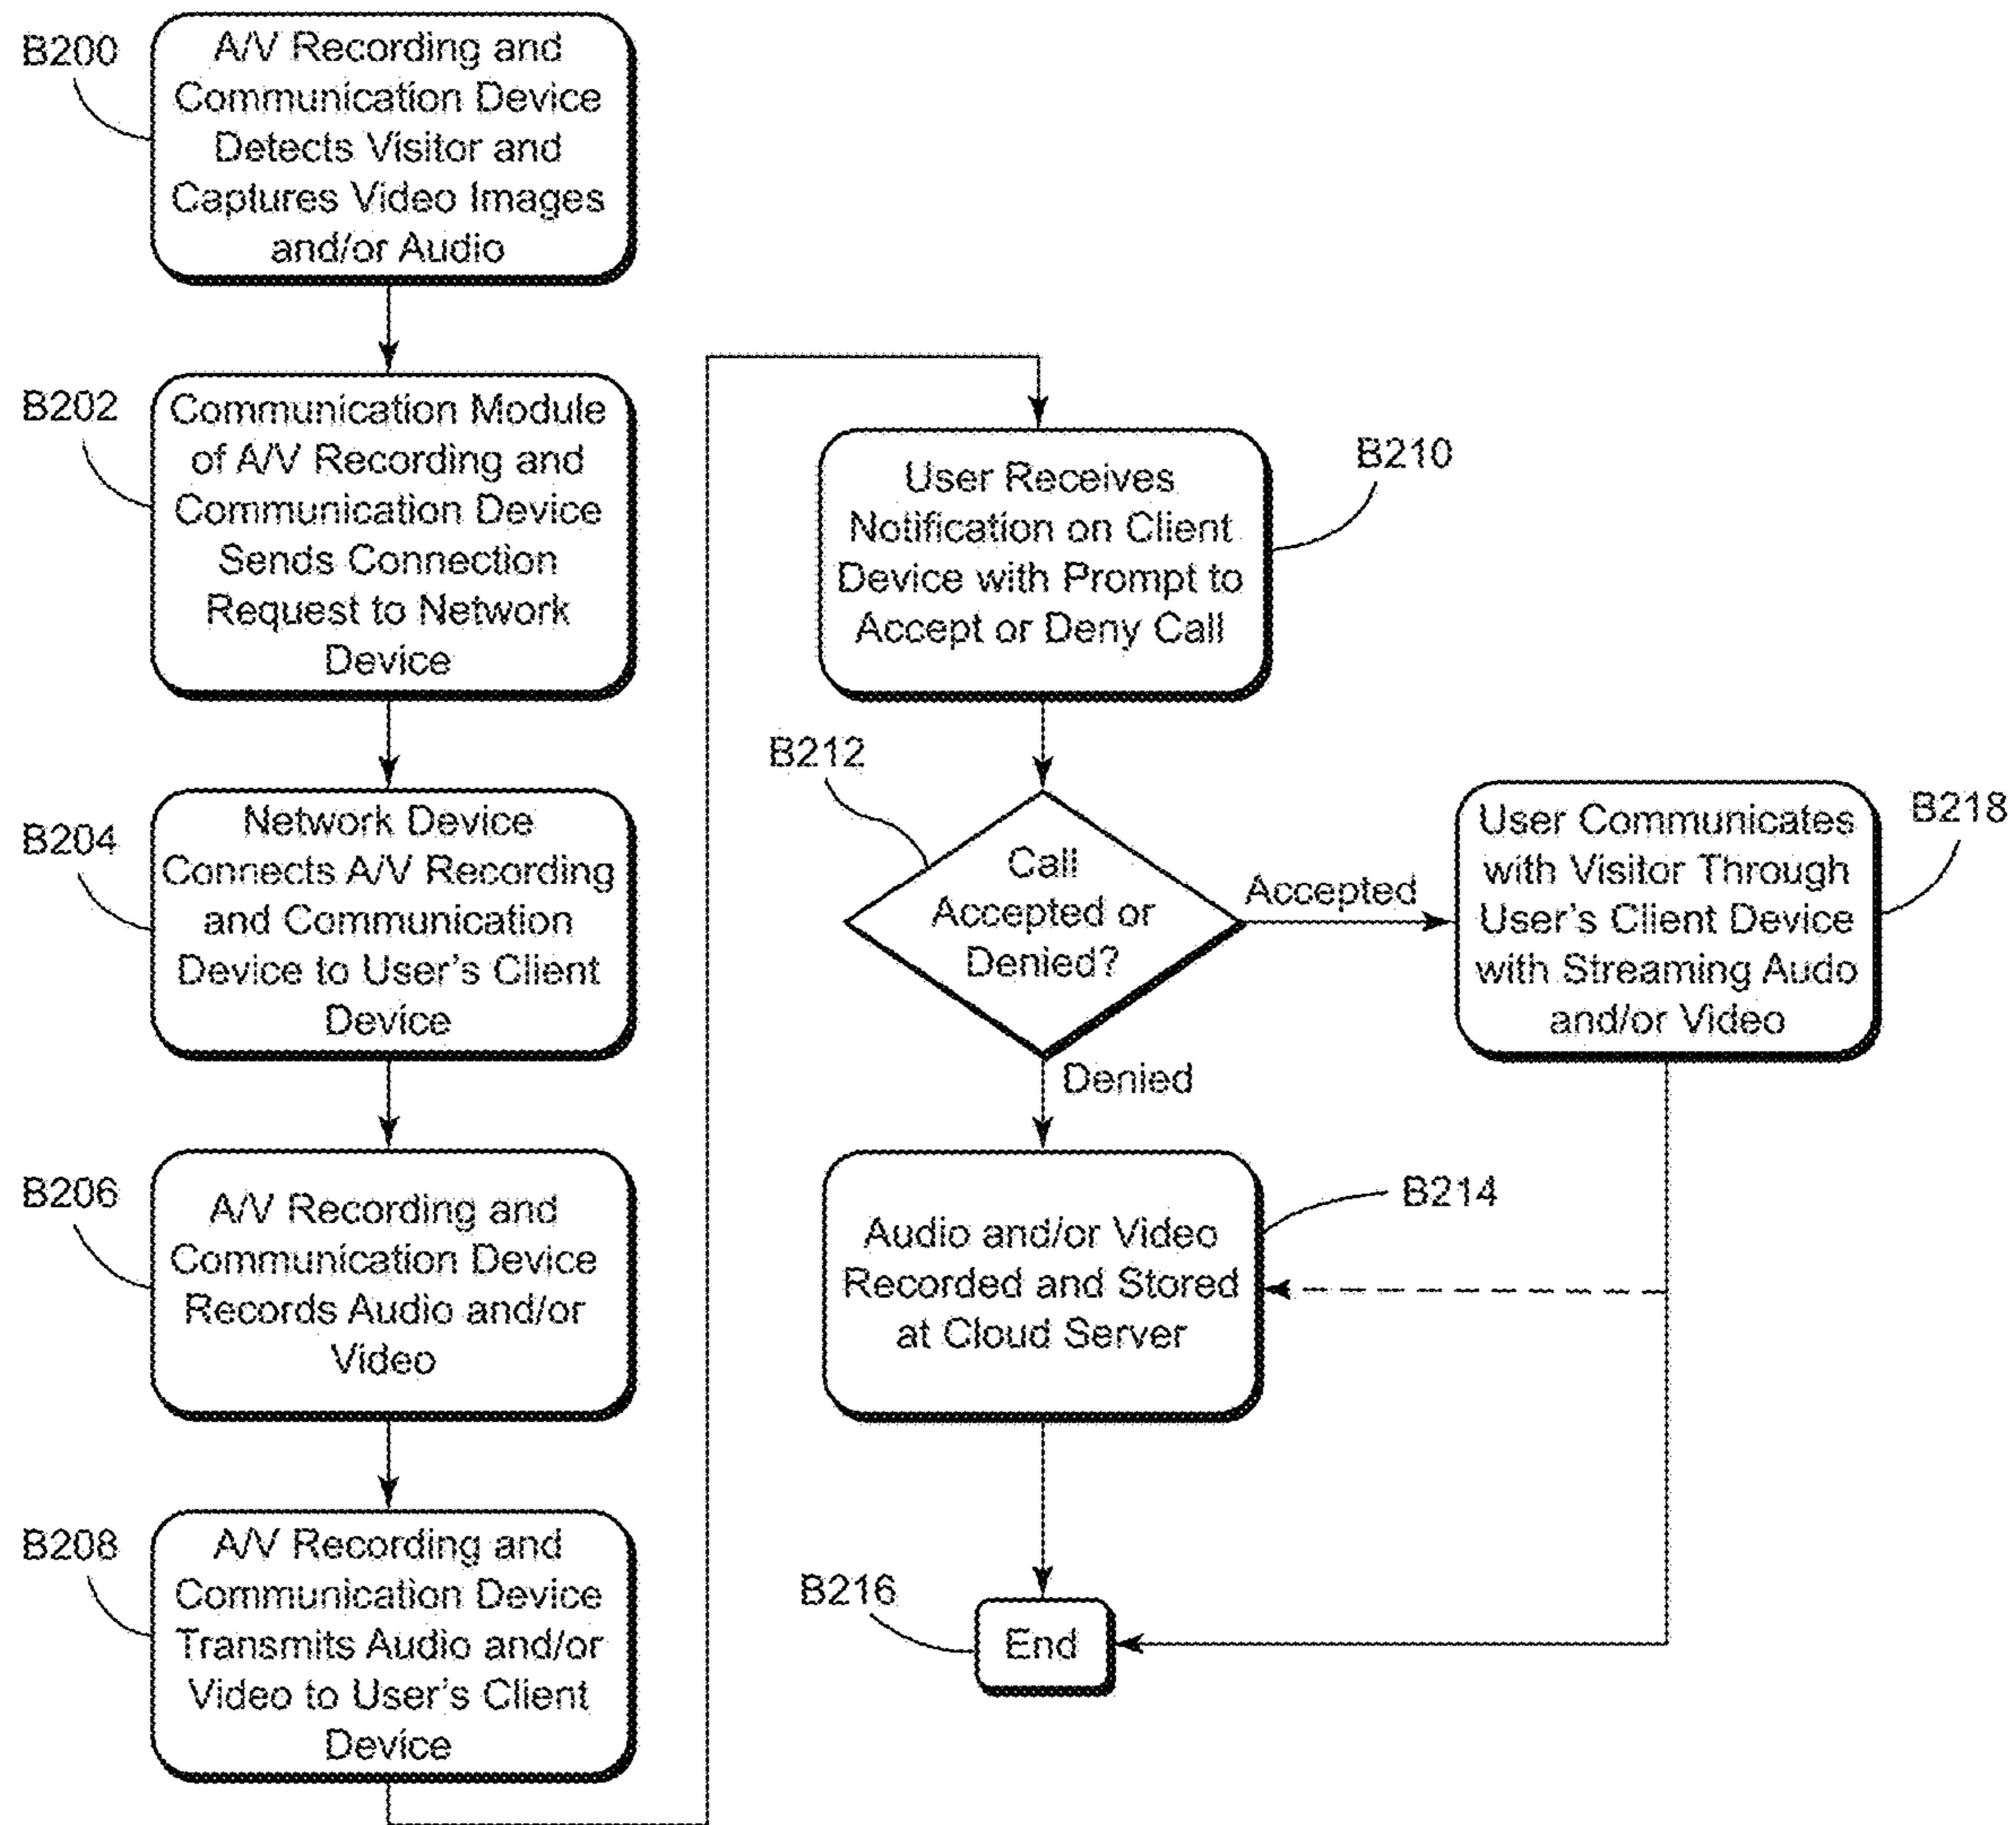 B200
A/V Recording and
Communication Device
Detects Visitor and
Captures Video Images
and/or Audio
B202
Communication Module
of A/V Recording and
Communication Device
Sends Connection
Request to Network
Device
B204
Network Device
Connects A/V Recording
and Communication
Device to User's Client
Device
B206
A/V Recording and
Communication Device
Records Audio and/or
Video
B208
A/V Recording and
Communication Device
Transmits Audio and/or
Video to User's Client
Device
B210
User Receives
Notification on Client
Device with Prompt to
Accept or Deny Call
B212
Call
Accepted or
Denied?
Accepted
Denied
B218
User Communicates
with Visitor Through
User's Client Device
with Streaming Audo
and/or Video
B214
Audio and/or Video
Recorded and Stored
at Cloud Server
B216
End